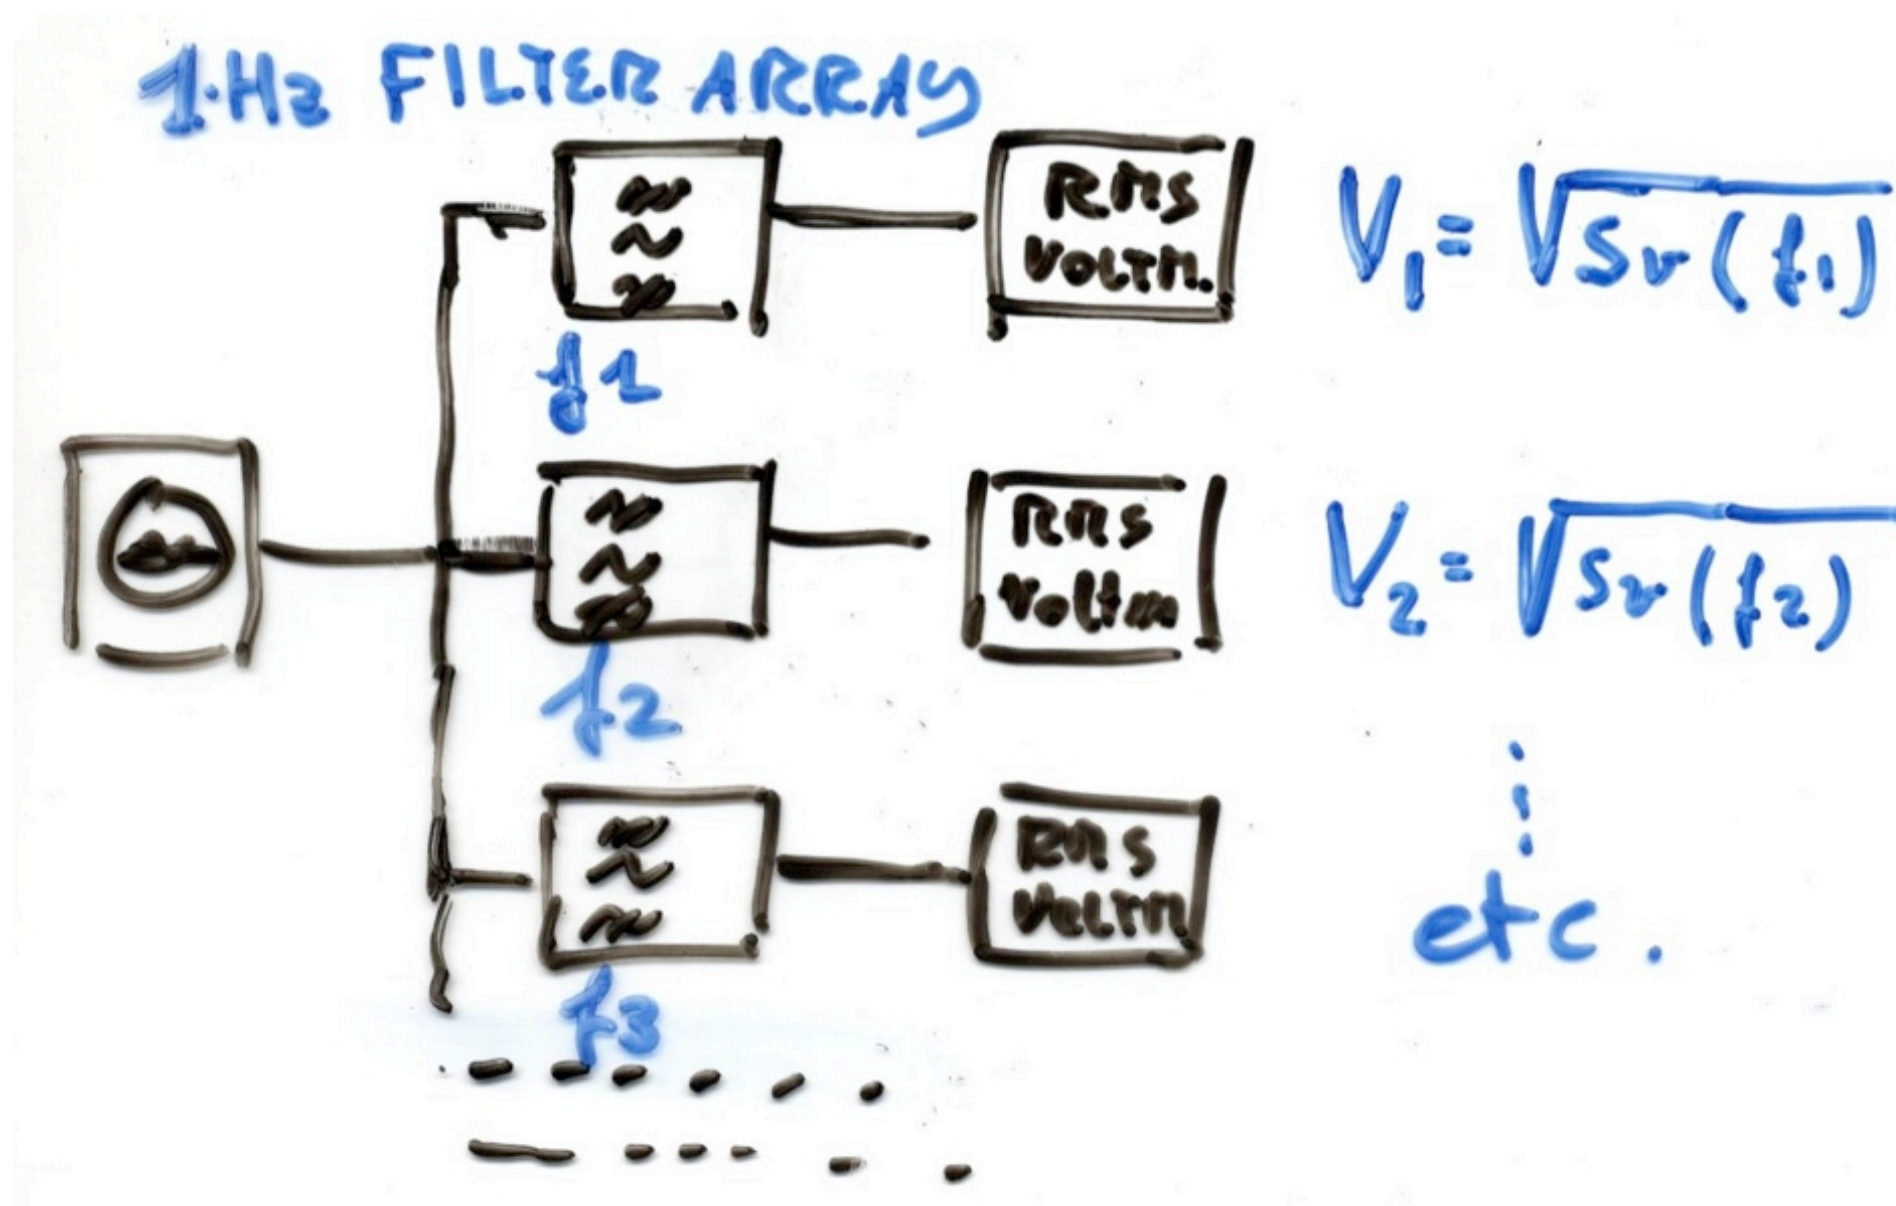 1.Hz FILTER ARRAY
RMS
VOLTM.
V1 = √Sv(f1)
f1
RMS
Voltm
V2 = √Sv(f2)
f2
RMS
VOLTM
etc.
f3